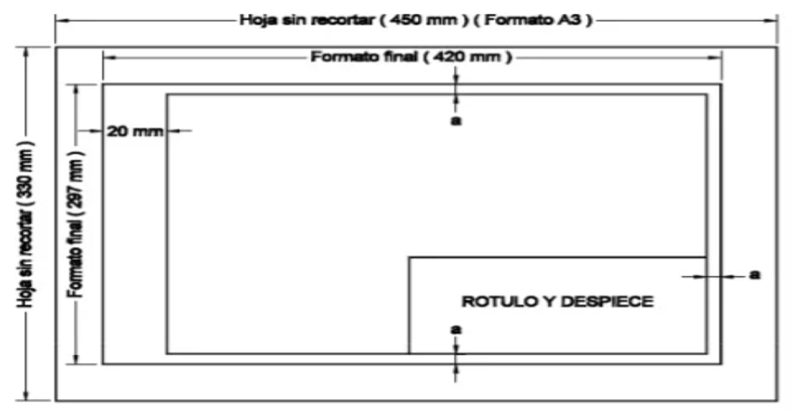 Hoja sin recortar ( 450 mm ) ( Formato A3 )
Formato final ( 420 mm )
a
20 mm
Hoja sin recortar ( 330 mm )
Formato final ( 297 mm )
a
ROTULO Y DESPIECE
a